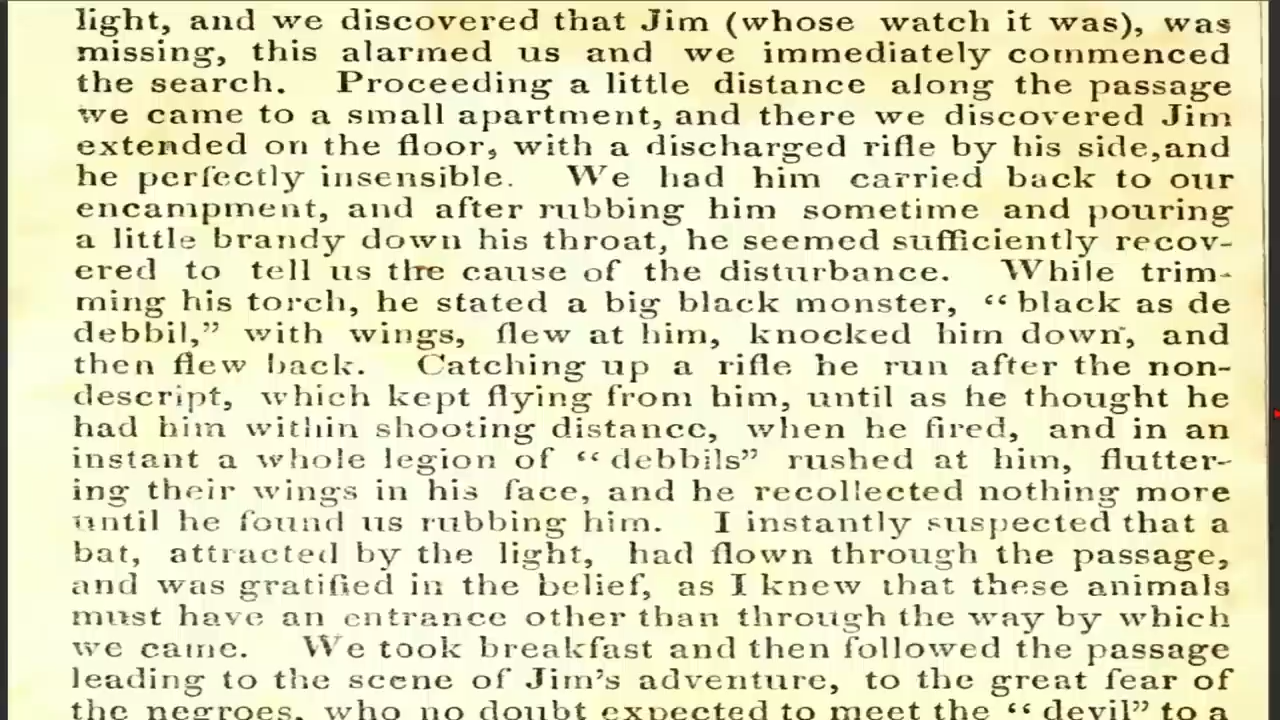 light, and we discovered that Jim (whose watch it was), was
missing, this alarmed us and we immediately commenced
the search. Proceeding a little distance along the passage
we came to a small apartment, and there we discovered Jim
extended on the floor, with a discharged rifle by his side,and
he perfectly insensible. We had him carried back to our
encampment, and after rubbing him sometime and pouring
a little brandy down his throat, he seemed sufficiently recov-
ered to tell us the cause of the disturbance. While trim-
ming his torch, he stated a big black monster, “black as de
debbil,” with wings, flew at him, knocked him down, and
then flew back. Catching up a rifle he run after the non-
descript, which kept flying from him, until as he thought he
had him within shooting distance, when he fired, and in an
instant a whole legion of “debbils” rushed at him, flutter-
ing their wings in his face, and he recollected nothing more
until he found us rubbing him. I instantly suspected that a
bat, attracted by the light, had flown through the passage,
and was gratified in the belief, as I knew that these animals
must have an entrance other than through the way by which
we came. We took breakfast and then followed the passage
leading to the scene of Jim's adventure, to the great fear of
the negroes, who no doubt expected to meet the “devil” to a